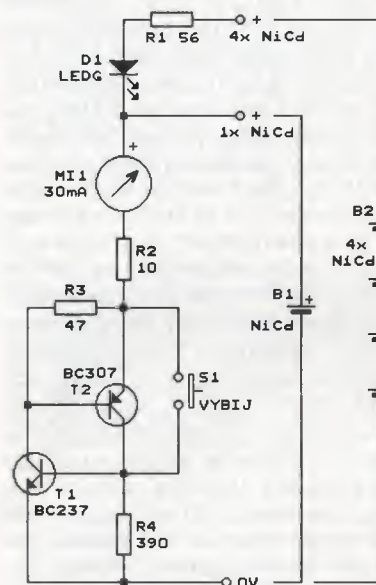 R1 56
+
4x NiCd
D1
LEDG
+
1x NiCd
+
MI1
30mA
R2
10
B2
4x
NiCd
R3
47
B1
+
NiCd
BC307
T2
S1
VYBIJ
T1
BC237
R4
390
0V